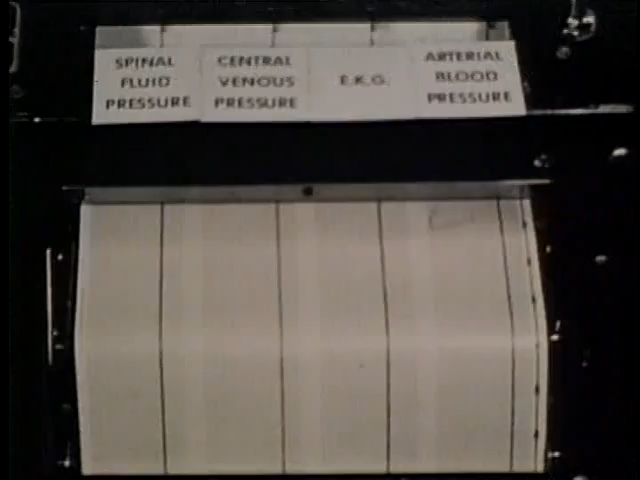 SPINAL
FLUID
PRESSURE
CENTRAL
VENOUS
PRESSURE
E.K.G.
ARTERIAL
BLOOD
PRESSURE